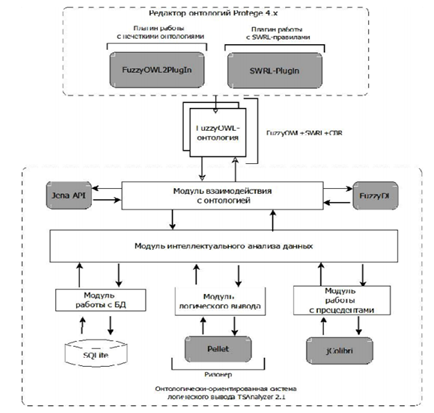 Редактор онтологий Protege 4.x
Плагин работы
с нечеткими онтологиями
Плагин работы
с SWRL-правилами
FuzzyOWL2PlugIn
SWRL-PlugIn
FuzzyOWL-
онтология
FuzzyOWL+SWRL+CBR
Jena API
Модуль взаимодействия
с онтологией
FuzzyDL
Модуль интеллектуального анализа данных
Модуль
работы с БД
Модуль
логического вывода
Модуль
работы
с прецедентами
SQLite
Pellet
jColibri
Ризонер
Онтологически-ориентированная система
логического вывода TSAnalyzer 2.1